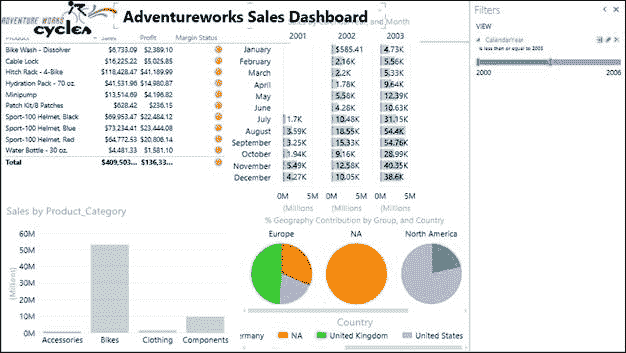 ADVENTURE WORKS
cycles
Adventureworks Sales Dashboard
Product Sales Profit Margin Status
Bike Wash - Dissolver $6,733.09 $2,389.10
Cable Lock $16,225.22 $5,025.85
Hitch Rack - 4-Bike $118,428.47 $41,189.99
Hydration Pack - 70 oz. $41,531.96 $14,980.87
Minipump $13,514.69 $4,196.82
Patch Kit/8 Patches $628.42 $236.15
Sport-100 Helmet, Black $69,953.47 $22,484.12
Sport-100 Helmet, Blue $73,234.41 $23,444.08
Sport-100 Helmet, Red $64,772.53 $20,806.14
Water Bottle - 30 oz. $4,481.33 $1,581.10
Total $409,503... $136,33...
and Month
2001 2002 2003
January $585.41 4.73K
February 2.16K 5.56K
March 2.2K 5.33K
April 1.78K 9.64K
May 5.58K 12.39K
June 4.28K 10.63K
July 1.7K 10.48K 31.15K
August 3.59K 18.55K 54.4K
September 3.25K 15.33K 54.76K
October 1.94K 9.16K 28.99K
November 5.49K 12.58K 40.35K
December 4.27K 10.05K 38.6K
0M 5M 0M 5M 0M 5M
(Millions (Millions (Millions
Sales by Product_Category
60M
50M
40M
30M
20M
10M
0M
(Millions)
Accessories Bikes Clothing Components
% Geography Contribution by Group, and Country
Europe NA North America
Country
ermany NA United Kingdom United States
Filters
VIEW
CalendarYear
is less than or equal to 2003
2000 2006